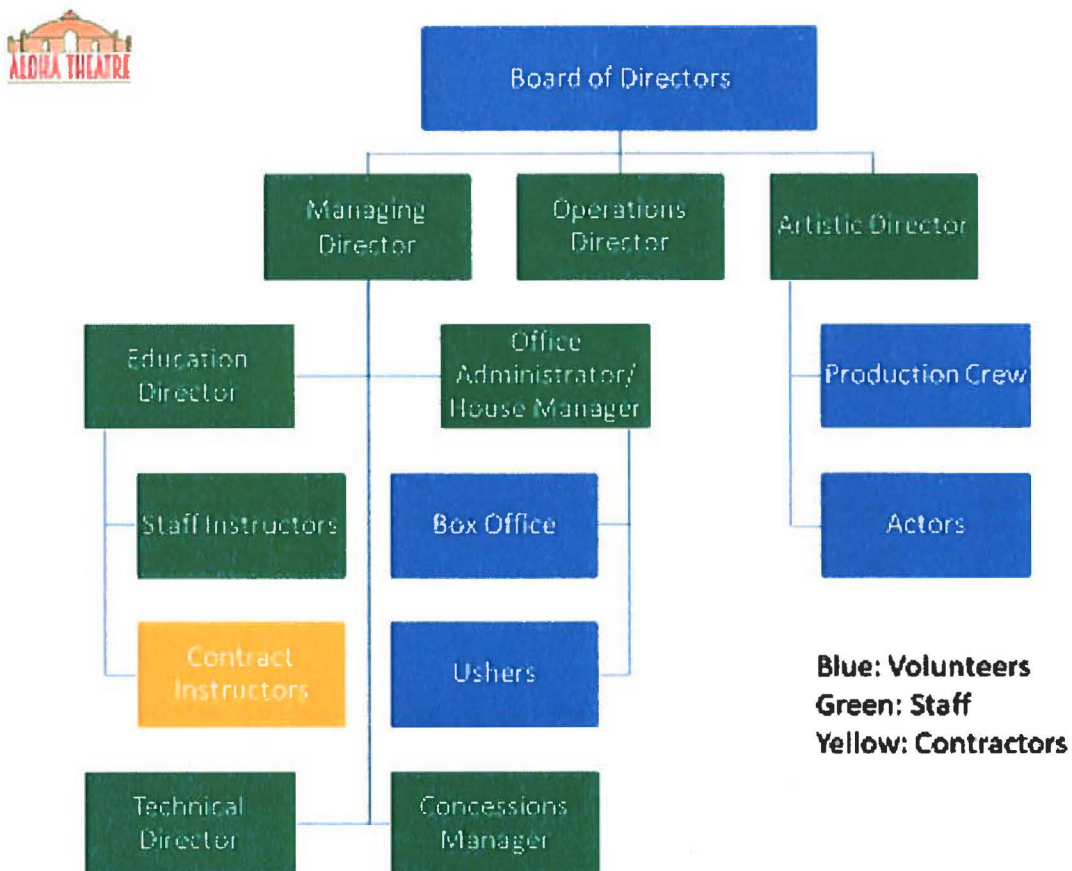 ALOHA THEATRE
Board of Directors
Managing
Director
Operations
Director
Artistic Director
Education
Director
Office
Administrator/
House Manager
Production Crew
Staff Instructors
Box Office
Actors
Contract
Instructors
Ushers
Blue: Volunteers
Green: Staff
Yellow: Contractors
Technical
Director
Concessions
Manager